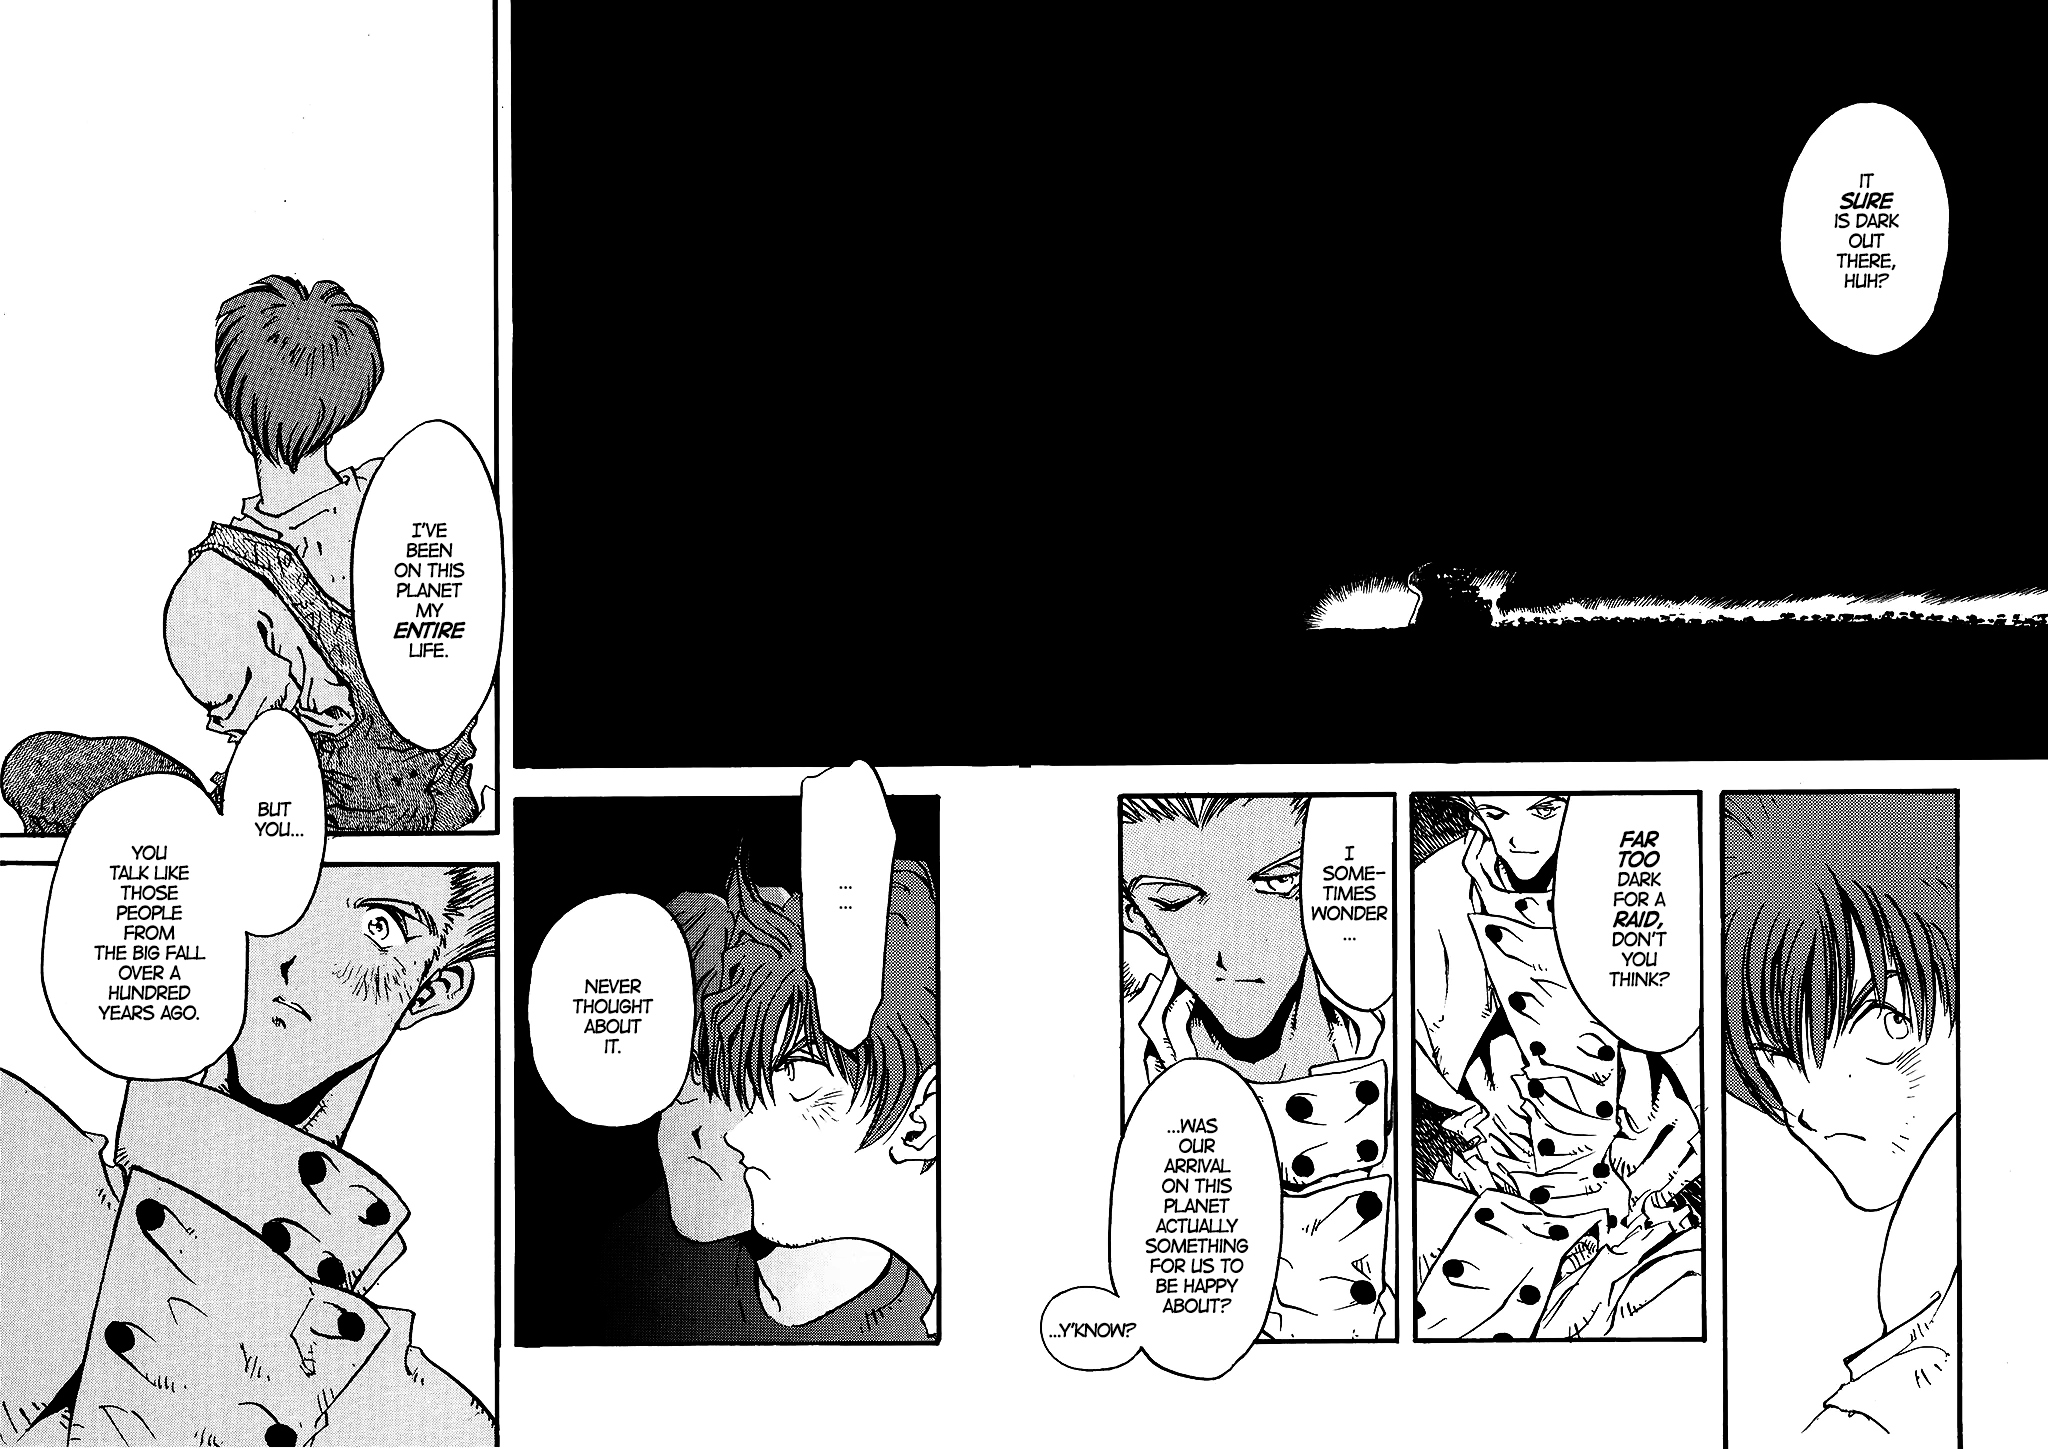 IT
SURE
IS DARK
OUT
THERE,
HUH?
FAR
TOO
DARK
FOR A
RAID,
DON'T
YOU
THINK?
I
SOME-
TIMES
WONDER
...
...WAS
OUR
ARRIVAL
ON THIS
PLANET
ACTUALLY
SOMETHING
FOR US TO
BE HAPPY
ABOUT?
...Y'KNOW?
...
...
NEVER
THOUGHT
ABOUT
IT.
I'VE
BEEN
ON THIS
PLANET
MY
ENTIRE
LIFE.
BUT
YOU...
YOU
TALK LIKE
THOSE
PEOPLE
FROM
THE BIG FALL
OVER A
HUNDRED
YEARS AGO.